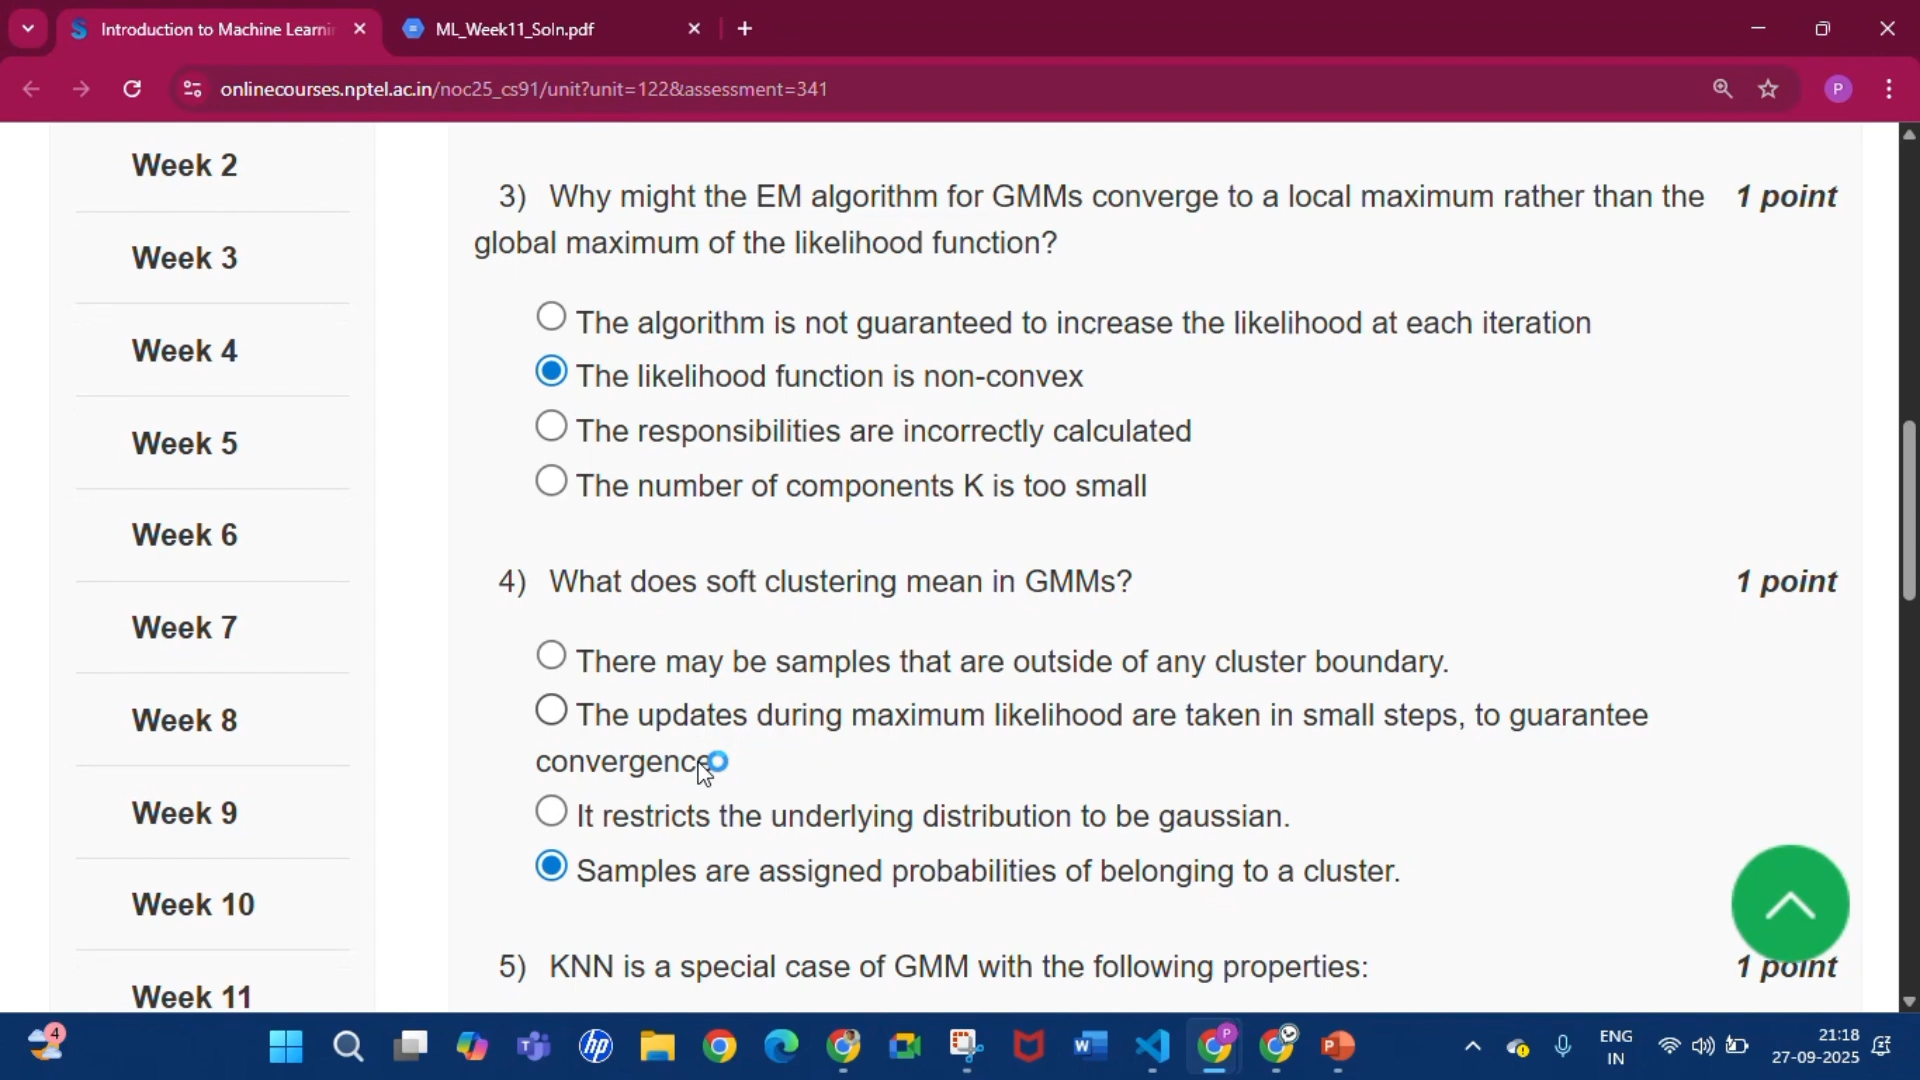 Introduction to Machine Learni
ML_Week11_Soln.pdf
onlinecourses.nptel.ac.in/noc25_cs91/unit?unit=122&assessment=341
P
Week 2
Week 3
Week 4
Week 5
Week 6
Week 7
Week 8
Week 9
Week 10
Week 11
3) Why might the EM algorithm for GMMs converge to a local maximum rather than the 1 point
global maximum of the likelihood function?
The algorithm is not guaranteed to increase the likelihood at each iteration
The likelihood function is non-convex
The responsibilities are incorrectly calculated
The number of components K is too small
4) What does soft clustering mean in GMMs? 1 point
There may be samples that are outside of any cluster boundary.
The updates during maximum likelihood are taken in small steps, to guarantee
convergence
It restricts the underlying distribution to be gaussian.
Samples are assigned probabilities of belonging to a cluster.
5) KNN is a special case of GMM with the following properties: 1 point
4
ENG
IN
21:18
27-09-2025